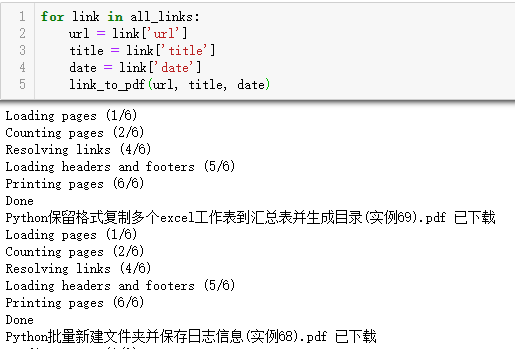 1 for link in all_links:
2 url = link['url']
3 title = link['title']
4 date = link['date']
5 link_to_pdf(url, title, date)
Loading pages (1/6)
Counting pages (2/6)
Resolving links (4/6)
Loading headers and footers (5/6)
Printing pages (6/6)
Done
Python保留格式复制多个excel工作表到汇总表并生成目录(实例69).pdf 已下载
Loading pages (1/6)
Counting pages (2/6)
Resolving links (4/6)
Loading headers and footers (5/6)
Printing pages (6/6)
Done
Python批量新建文件夹并保存日志信息(实例68).pdf 已下载